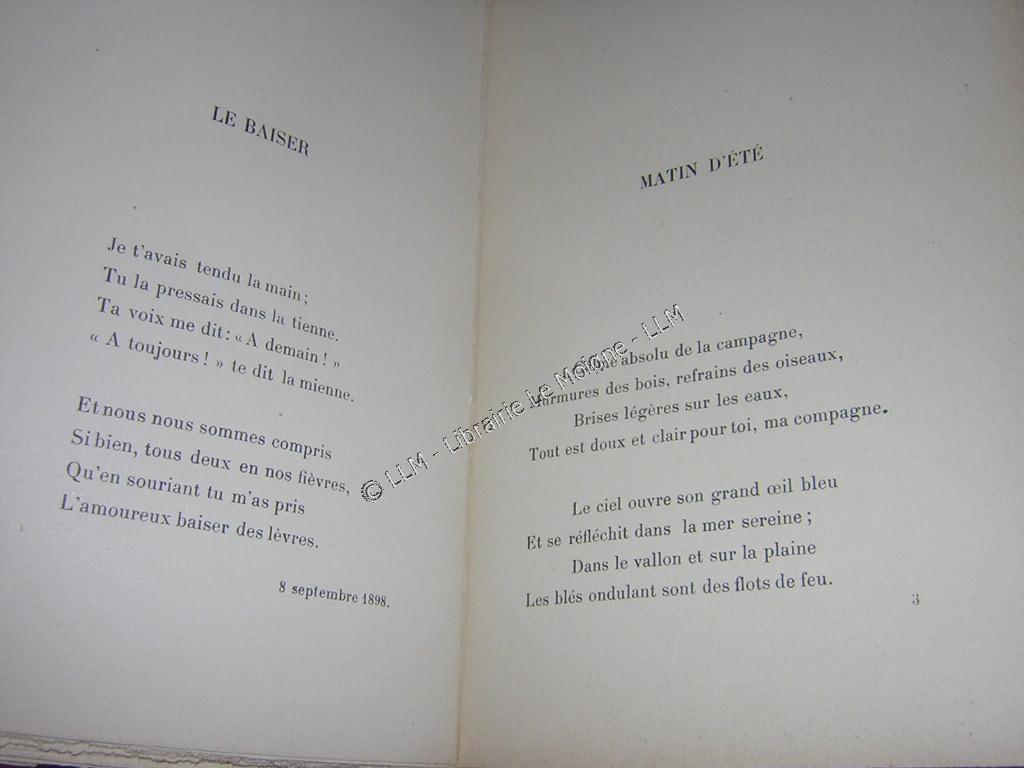 LE BAISER
Je t'avais tendu la main ;
Tu la pressais dans la tienne.
Ta voix me dit : « A demain ! »
« A toujours ! » te dit la mienne.
Et nous nous sommes compris
Si bien, tous deux en nos fièvres,
Qu'en souriant tu m'as pris
L'amoureux baiser des lèvres.
8 septembre 1898.
MATIN D'ÉTÉ
absolu de la campagne,
Murmures des bois, refrains des oiseaux,
Brises légères sur les eaux,
Tout est doux et clair pour toi, ma compagne.
Le ciel ouvre son grand œil bleu
Et se réfléchit dans la mer sereine ;
Dans le vallon et sur la plaine
Les blés ondulant sont des flots de feu.
3
© LLM - Librairie Le Moigne - LLM